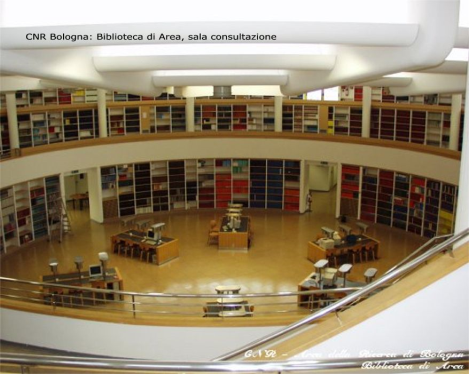 CNR Bologna: Biblioteca di Area, sala consultazione
CNR - Area della Ricerca di Bologna
Biblioteca di Area